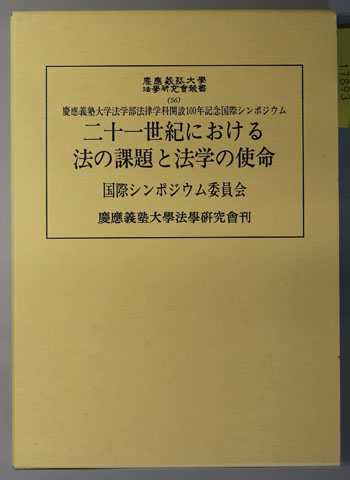 慶應義塾大學
法學研究會叢書
(56)
慶應義塾大学法学部法律学科開設100年記念国際シンポジウム
二十一世紀における
法の課題と法学の使命
国際シンポジウム委員会
慶應義塾大學法學研究會刊
17893